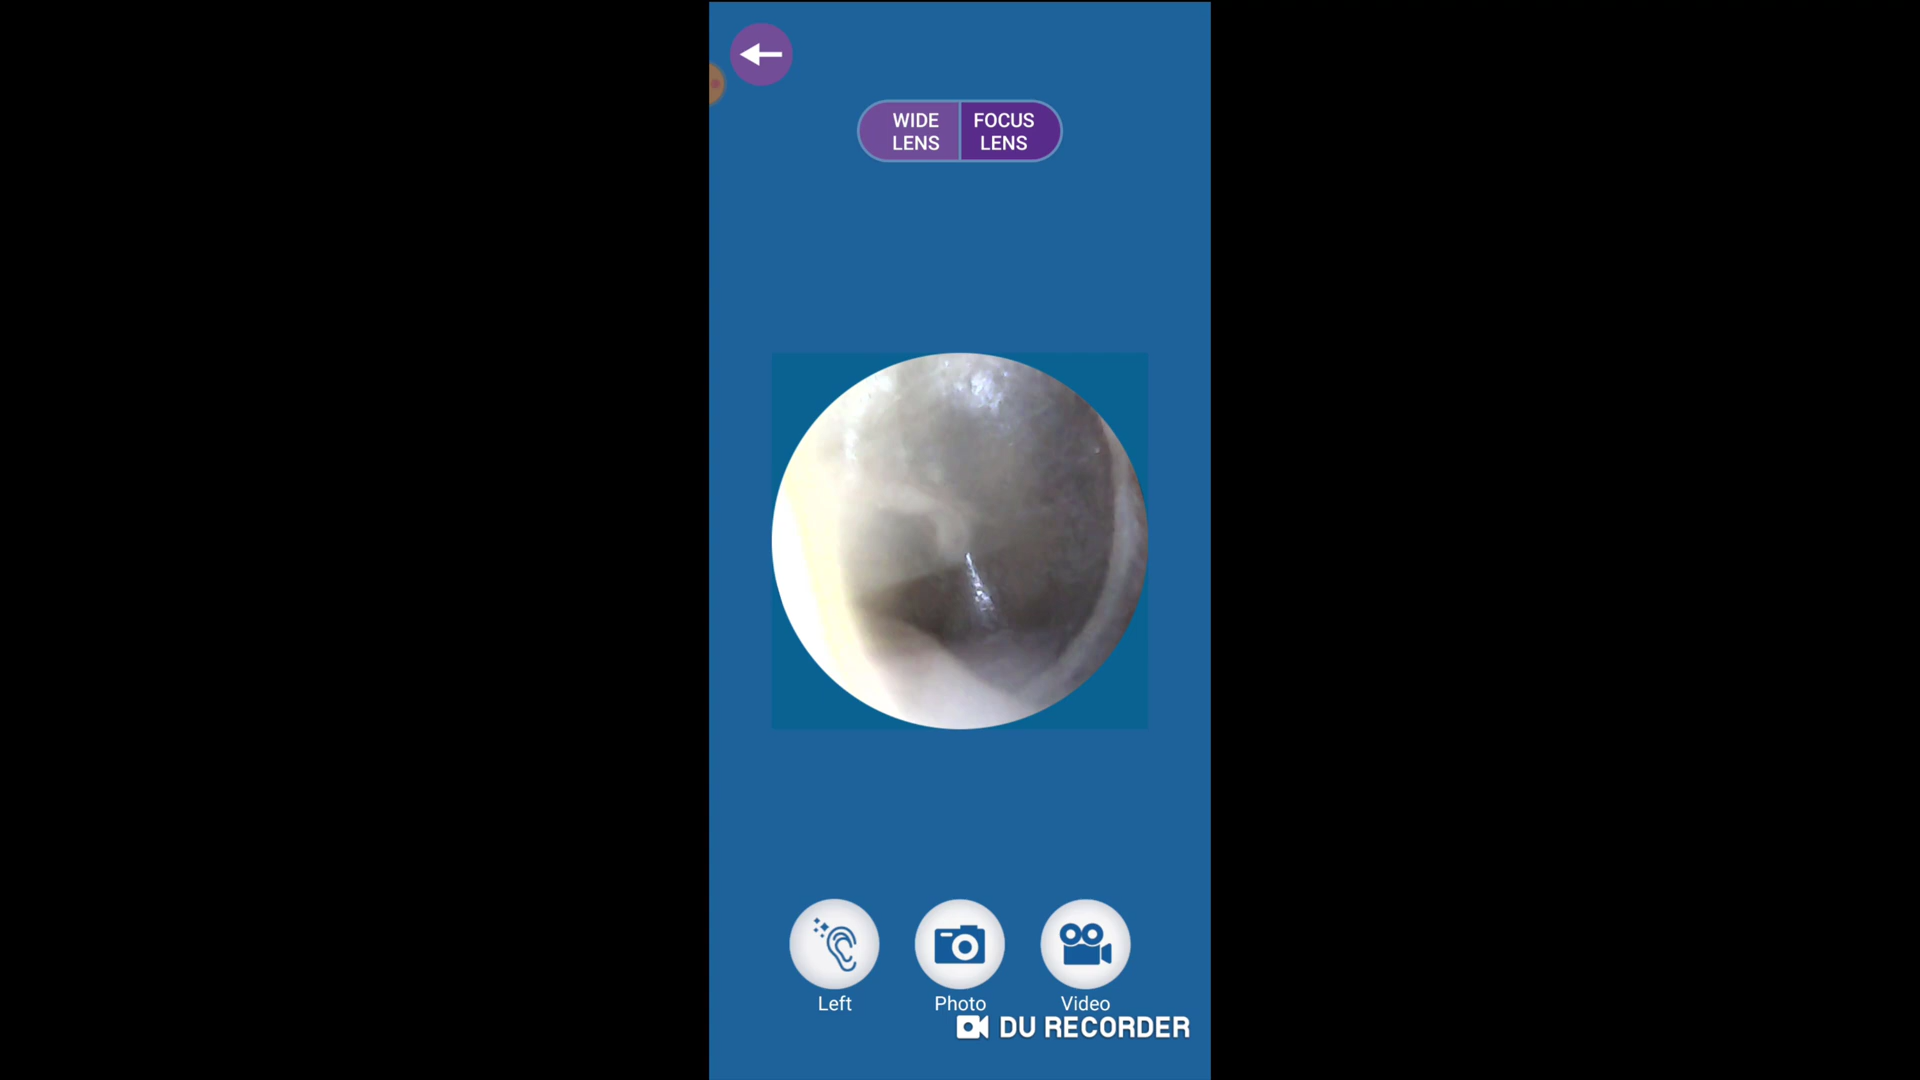 WIDE
LENS
FOCUS
LENS
Left
Photo
Video
DU RECORDER